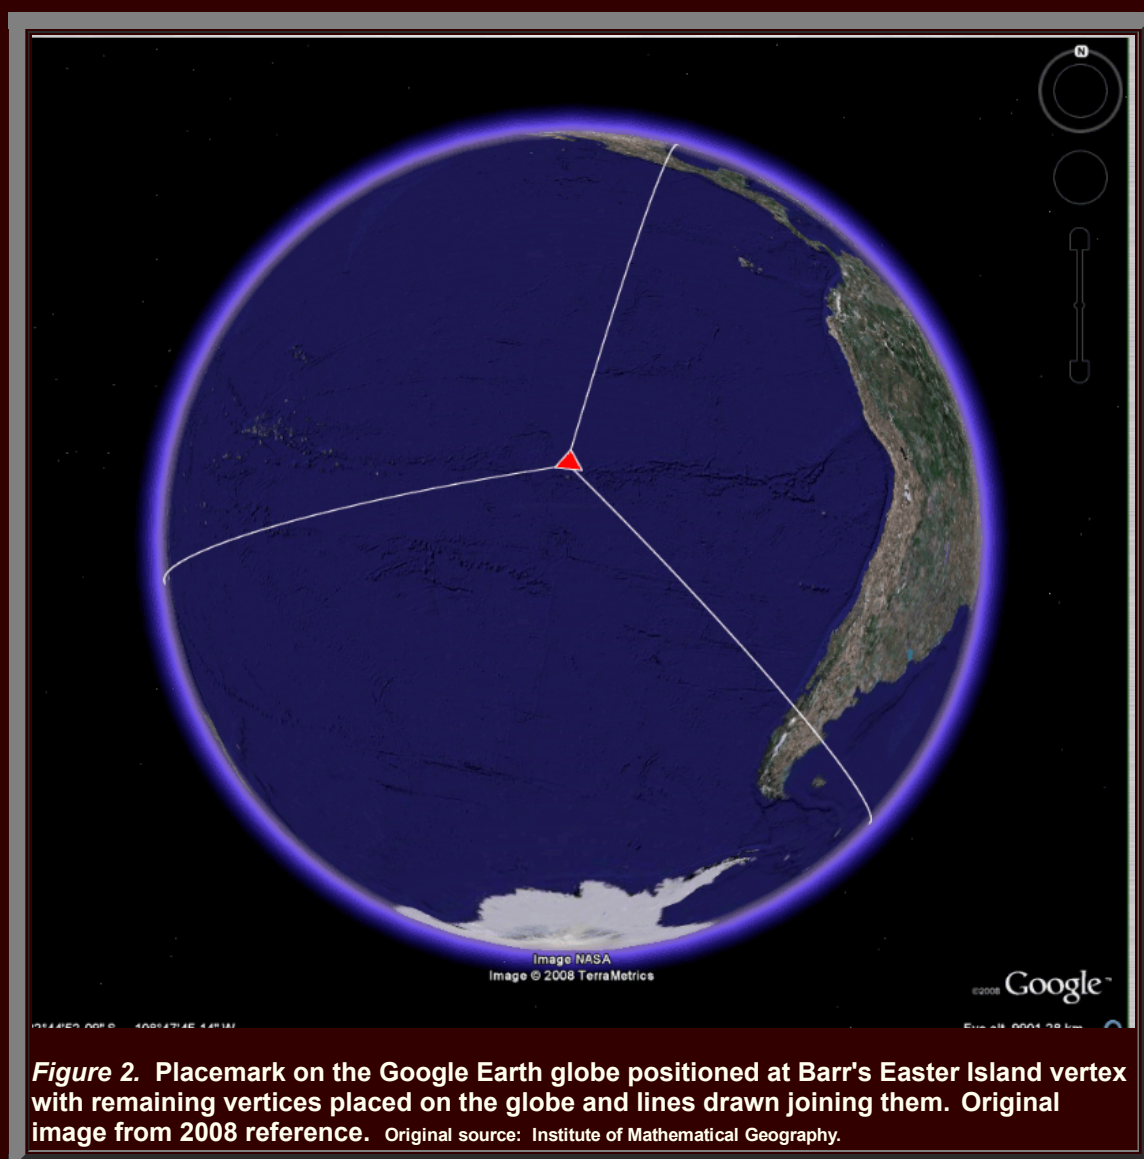 N
Image NASA
Image © 2008 TerraMetrics
©2008 Google™
Figure 2. Placemark on the Google Earth globe positioned at Barr's Easter Island vertex
with remaining vertices placed on the globe and lines drawn joining them. Original
image from 2008 reference. Original source: Institute of Mathematical Geography.